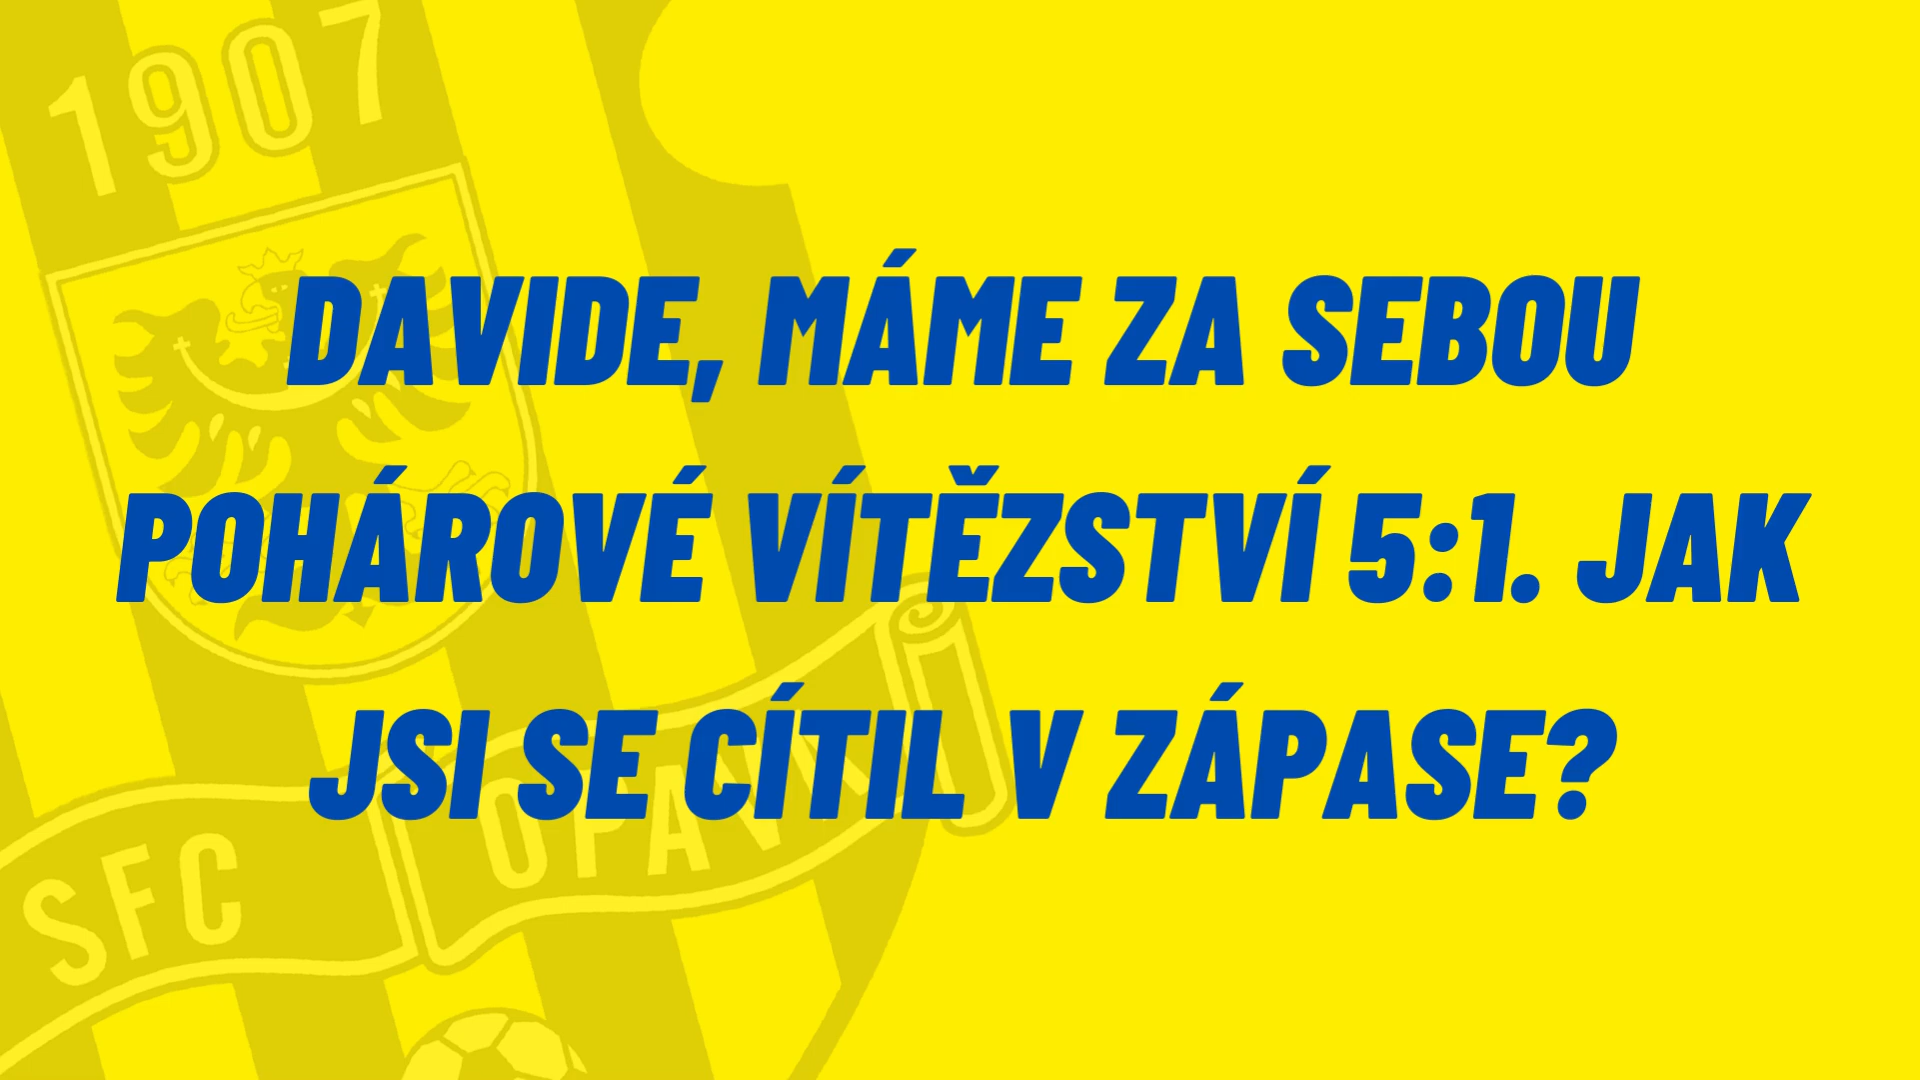 1907
DAVIDE, MÁME ZA SEBOU
POHÁROVÉ VÍTĚZSTVÍ 5:1. JAK
JSI SE CÍTIL V ZÁPASE?
SFC OPAVA